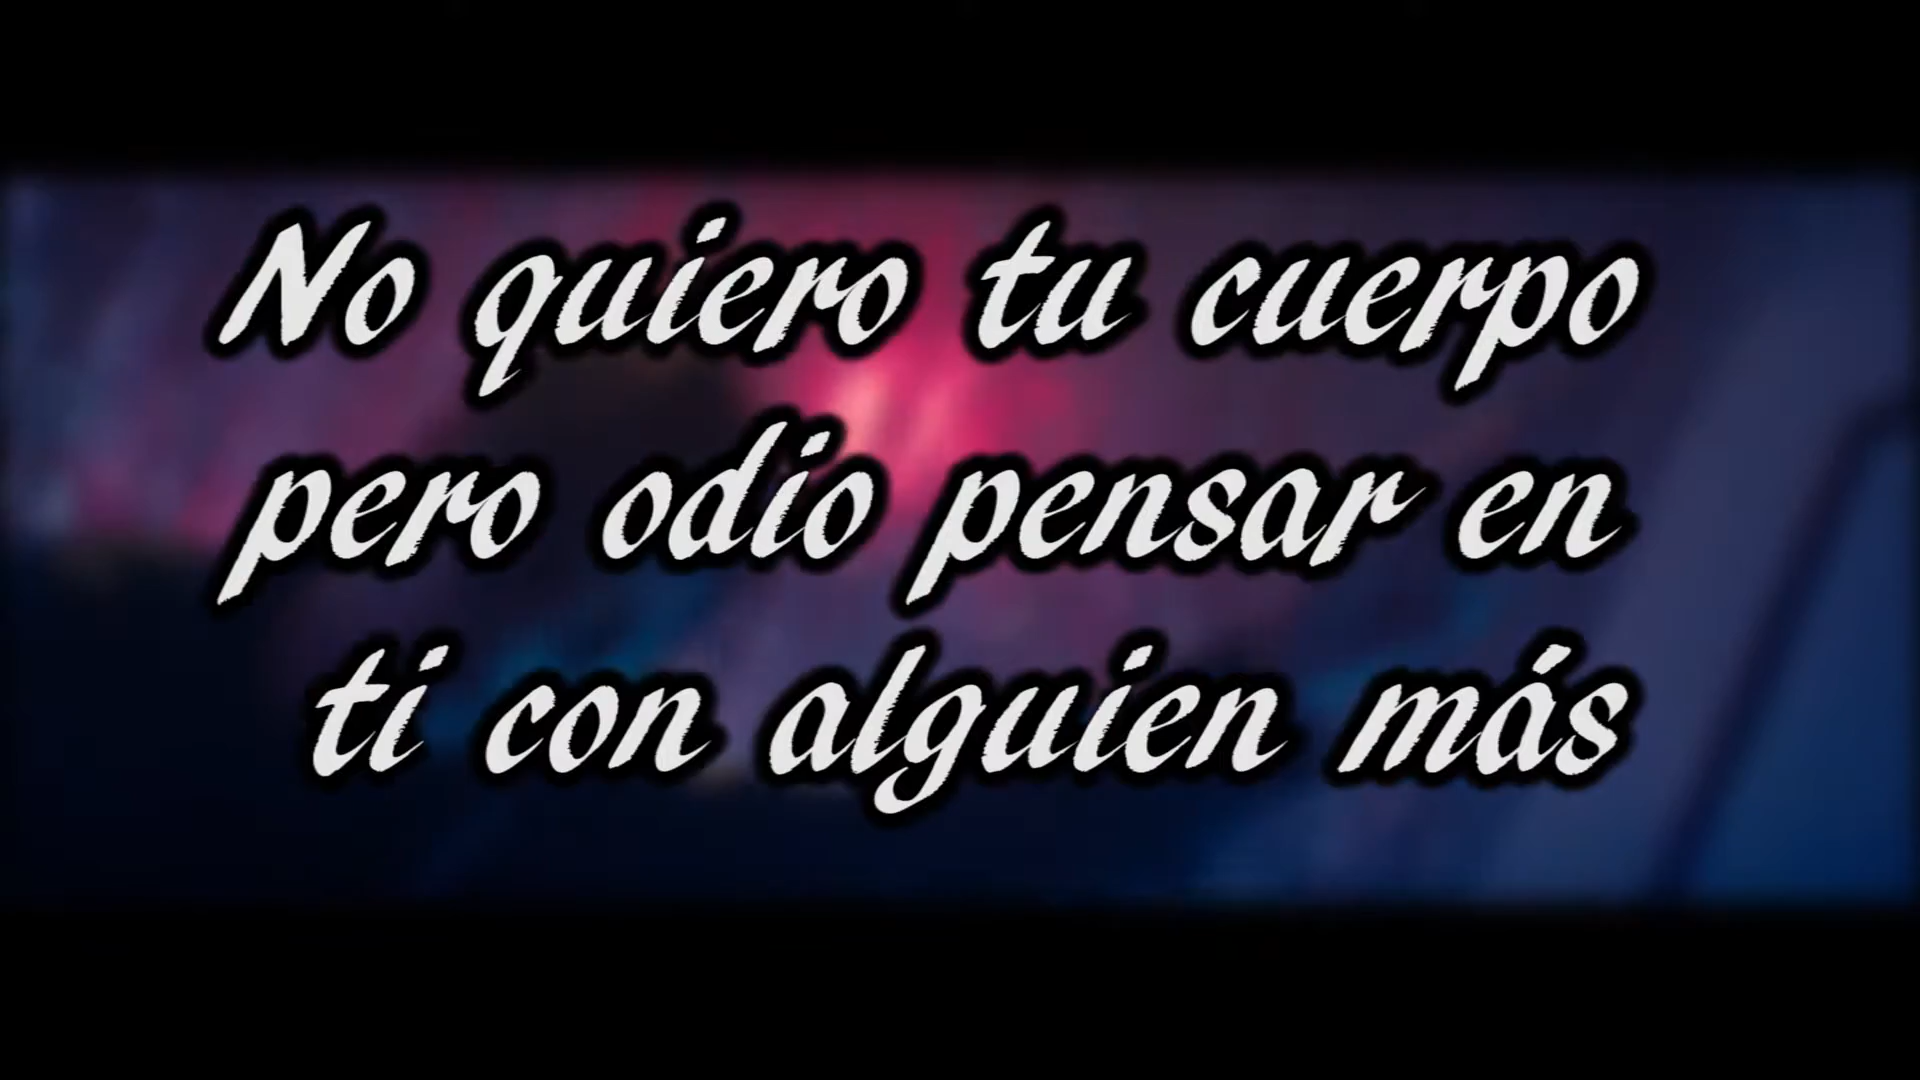 No quiero tu cuerpo
pero odio pensar en
ti con alguien más